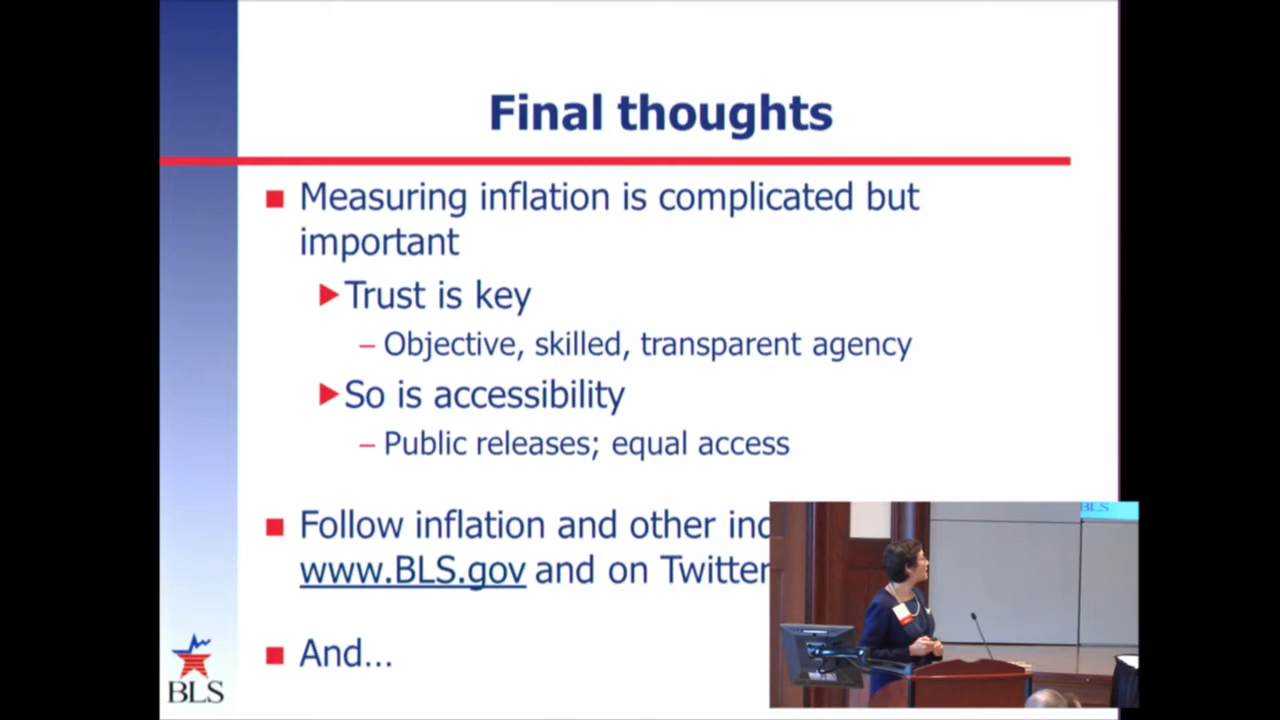 Final thoughts
■ Measuring inflation is complicated but
important
▶ Trust is key
– Objective, skilled, transparent agency
▶ So is accessibility
– Public releases; equal access
■ Follow inflation and other
www.BLS.gov and on Twitter
■ And...
BLS
BLS